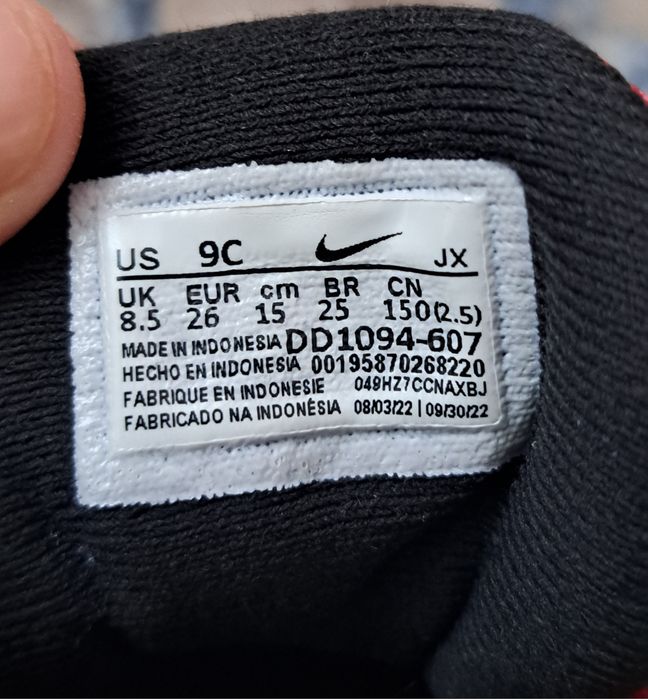 US 9C JX
UK EUR cm BR CN
8.5 26 15 25 150(2.5)
MADE IN INDONESIA DD1094-607
HECHO EN INDONESIA 00195870268220
FABRIQUE EN INDONESIE 049HZ7CCNAXBJ
FABRICADO NA INDONÉSIA 08/03/22 | 09/30/22